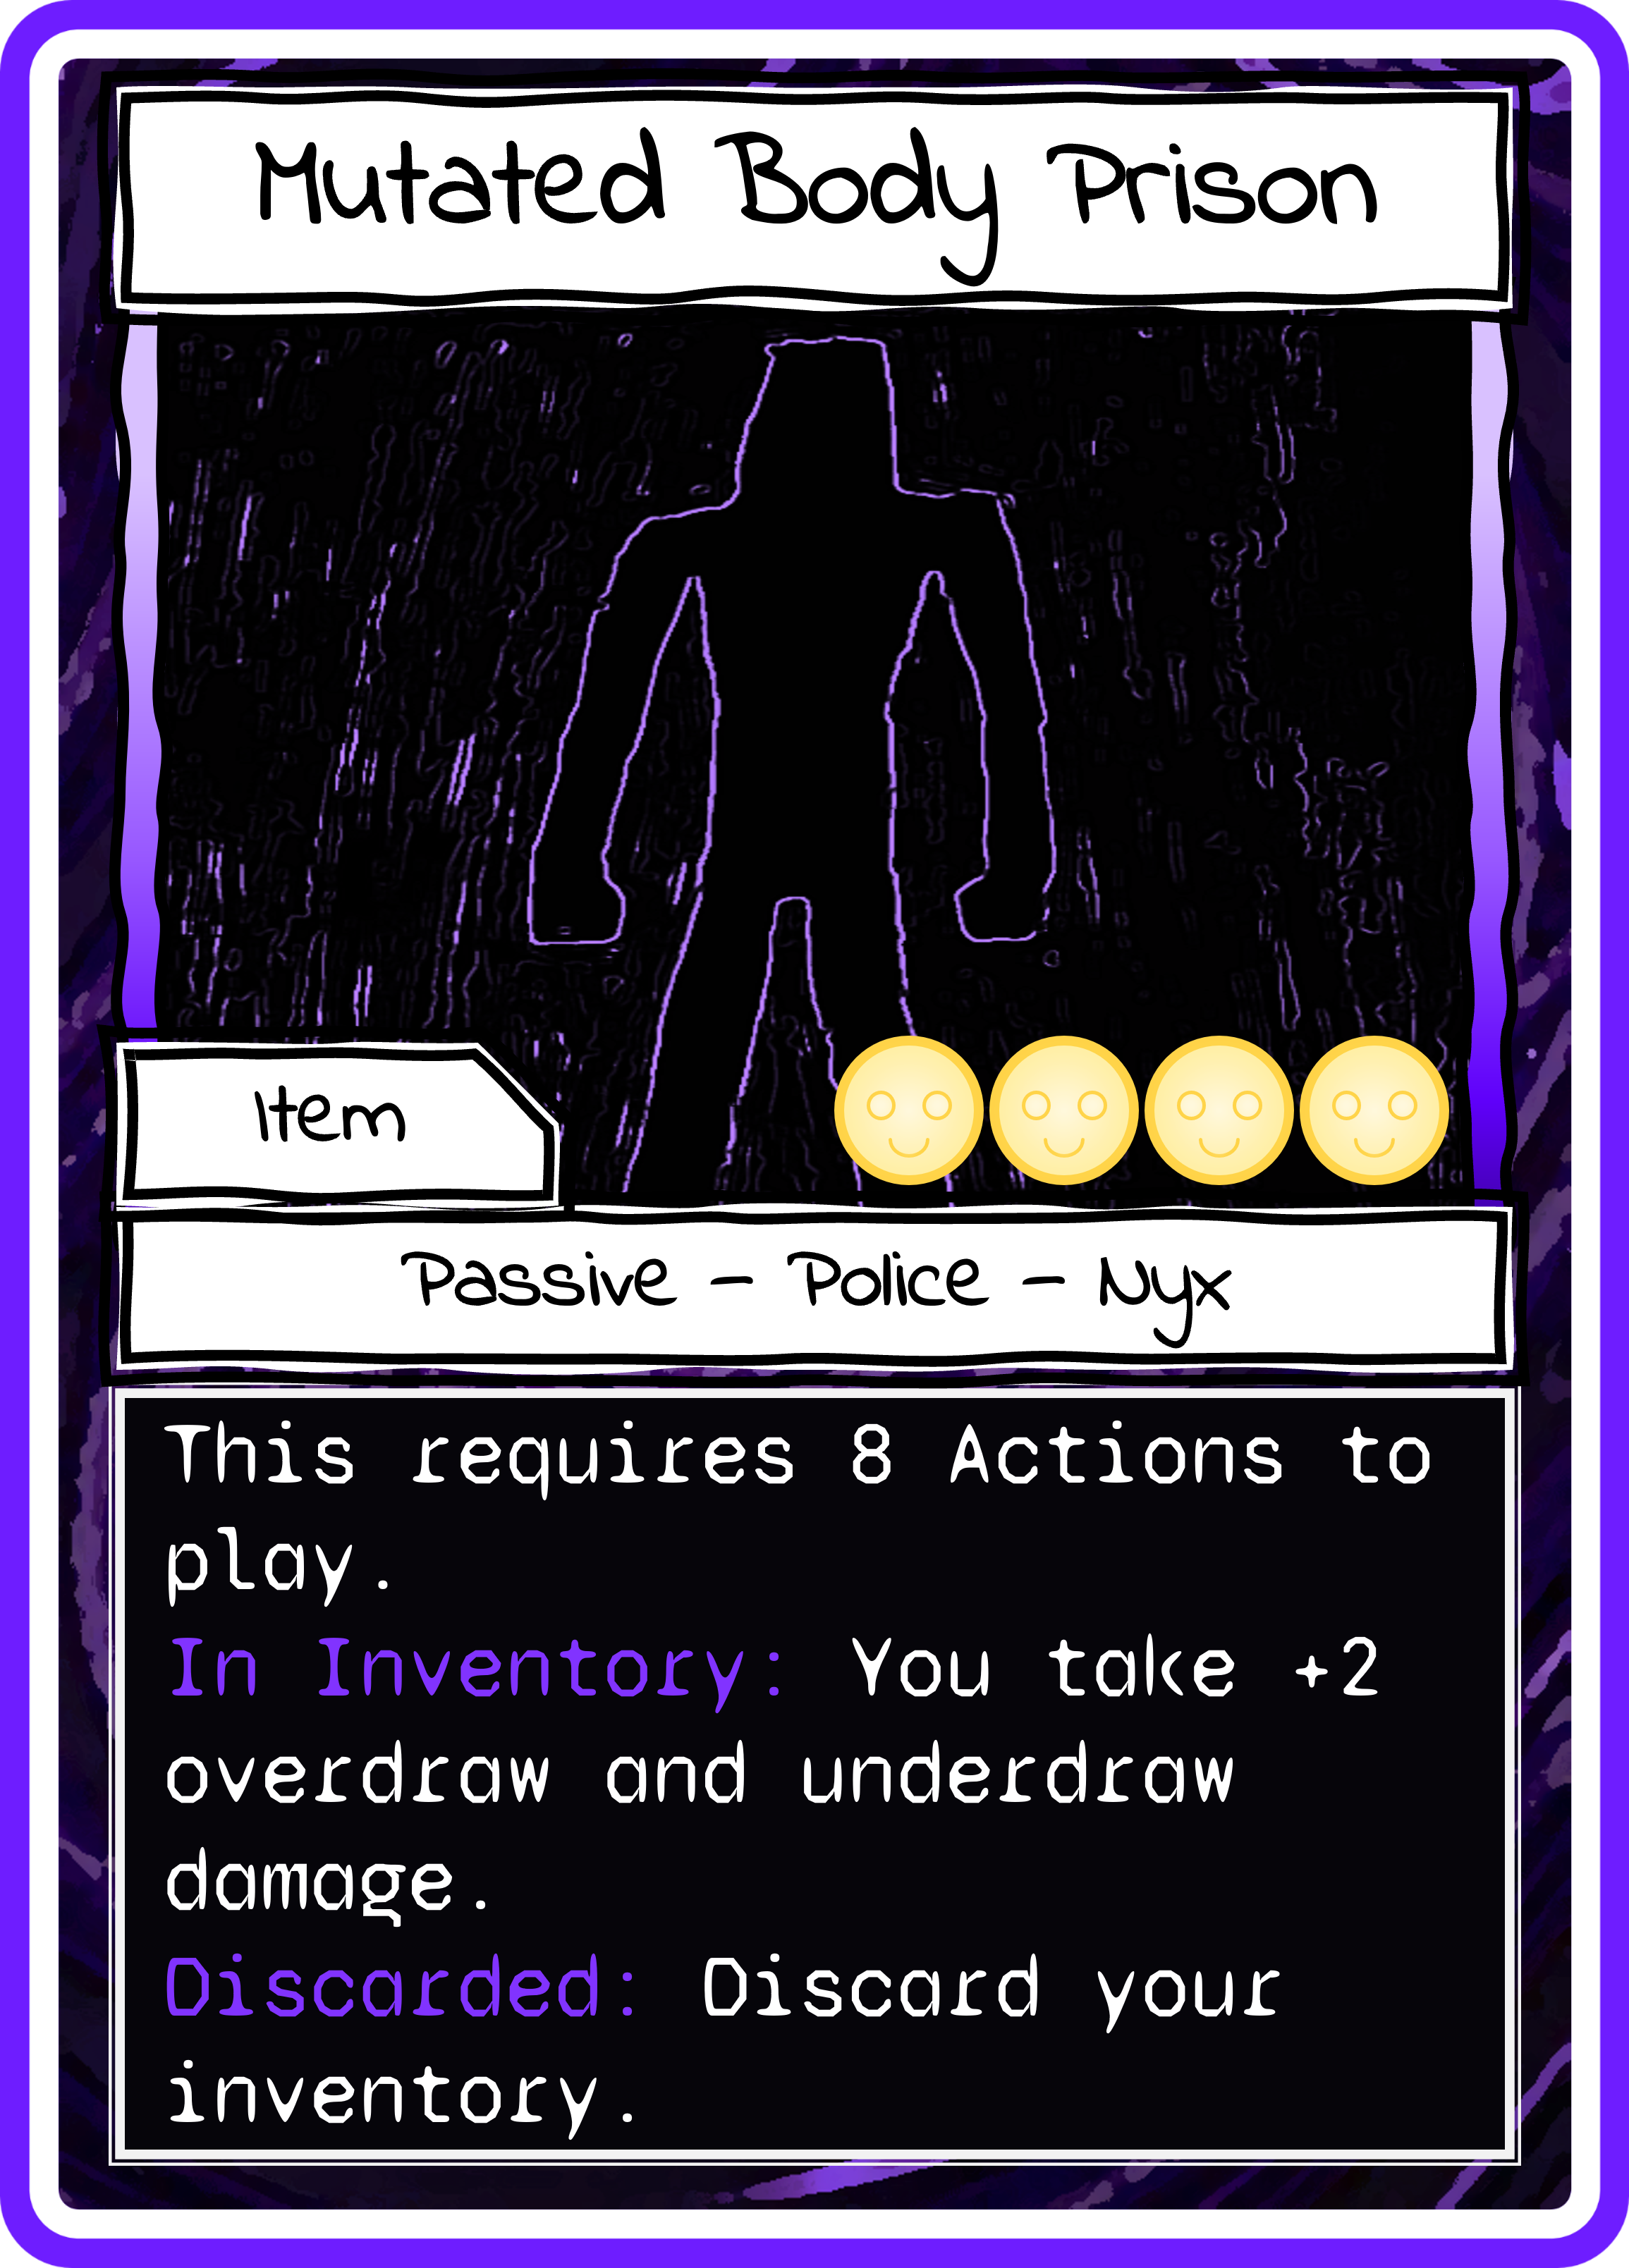 Mutated Body Prison
Item
Passive – Police – Nyx
This requires 8 Actions to
play.
In Inventory: You take +2
overdraw and underdraw
damage.
Discarded: Discard your
inventory.